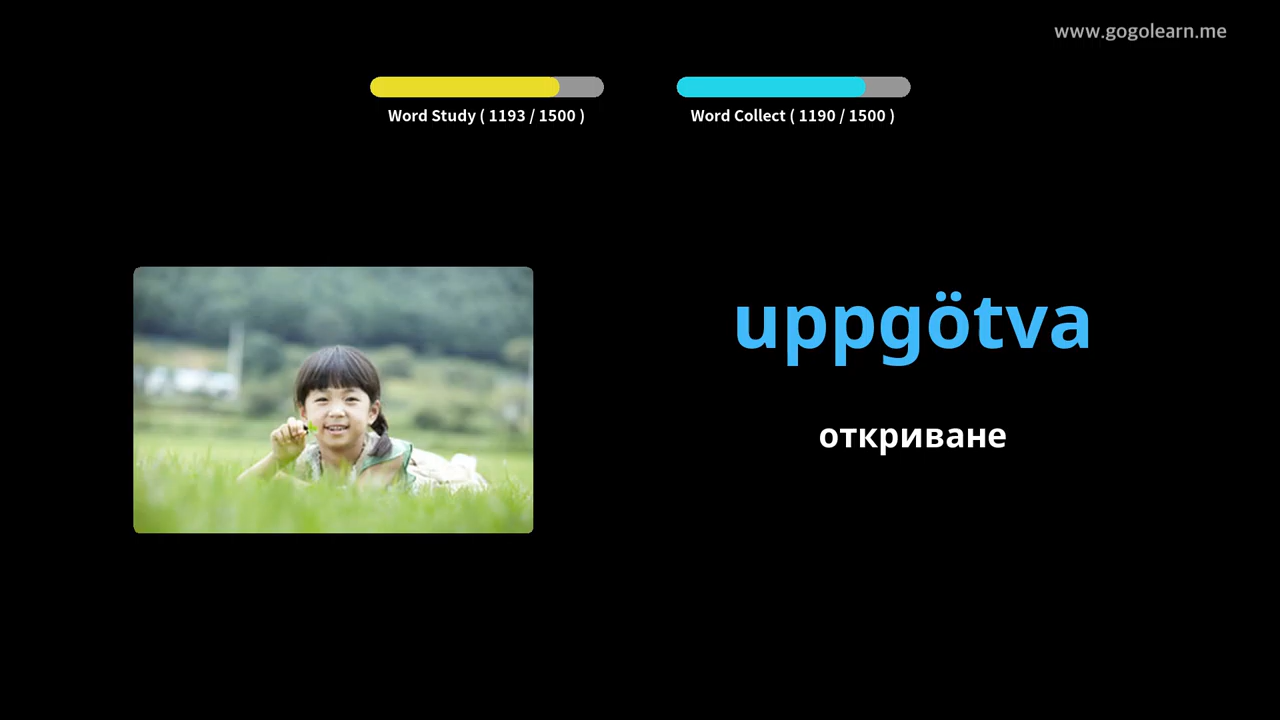 www.gogolearn.me
Word Study ( 1193 / 1500 )
Word Collect ( 1190 / 1500 )
uppgötva
откриване